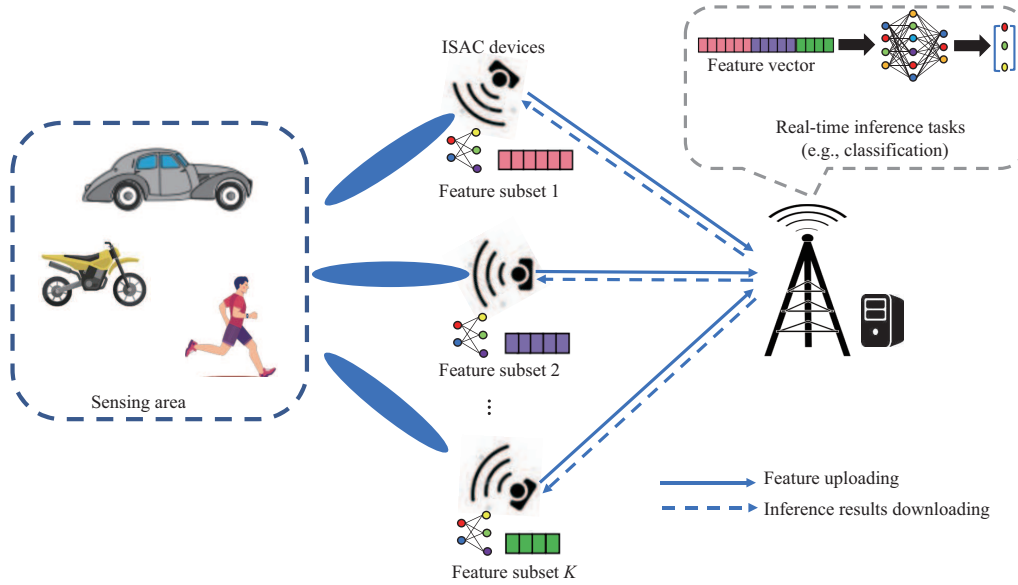 ISAC devices
Feature vector
Real-time inference tasks
(e.g., classification)
Feature subset 1
Feature subset 2
Sensing area
⋮
Feature uploading
Inference results downloading
Feature subset K